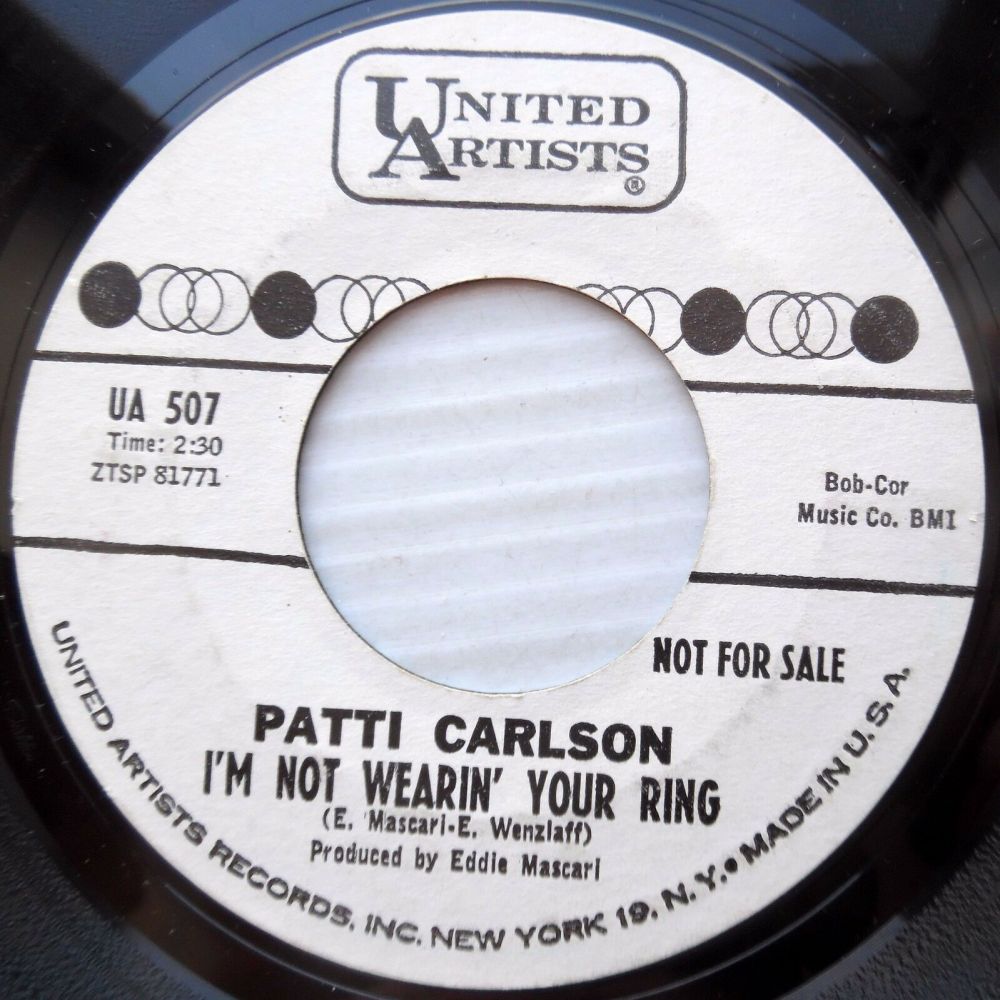 UNITED
ARTISTS
®
UA 507
Time: 2:30
ZTSP 81771
Bob-Cor
Music Co. BMI
NOT FOR SALE
PATTI CARLSON
I'M NOT WEARIN' YOUR RING
(E. Mascari-E. Wenzlaff)
Produced by Eddie Mascari
UNITED ARTISTS RECORDS, INC. NEW YORK 19, N.Y. • MADE IN U.S.A.